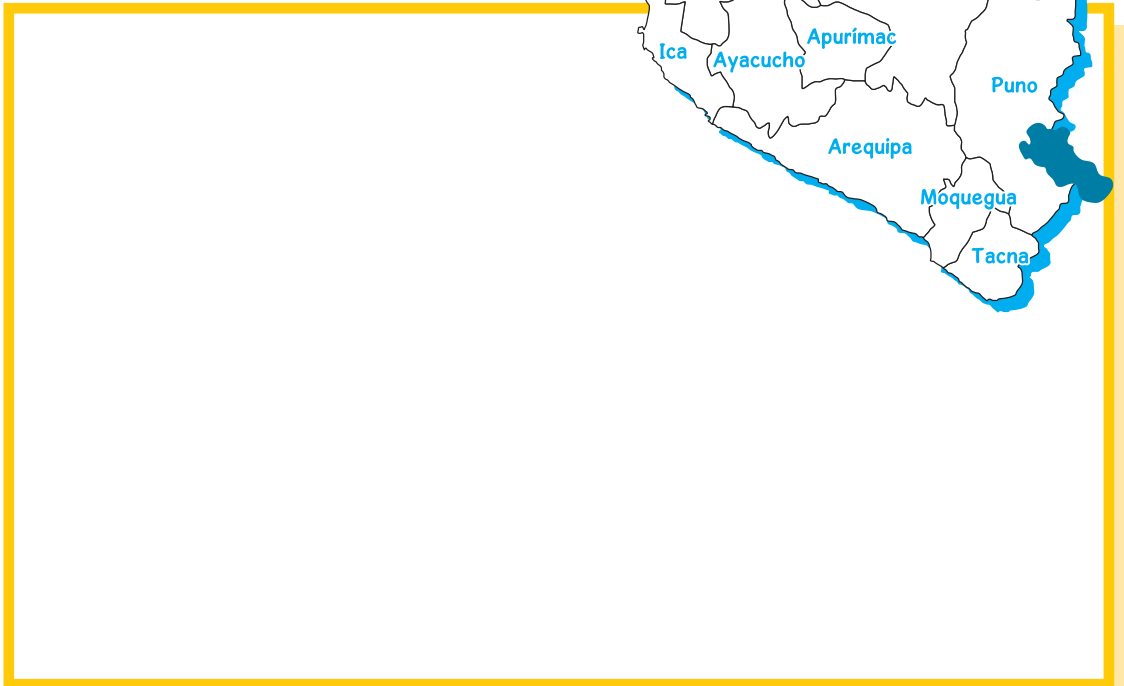 Apurímac
Ica
Ayacucho
Puno
Arequipa
Moquegua
Tacna